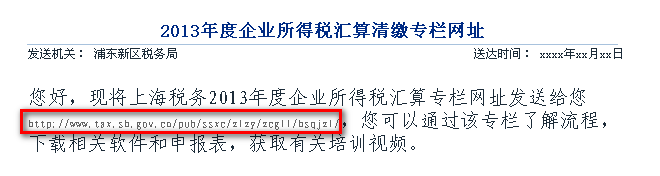 2013年度企业所得税汇算清缴专栏网址
发送机关： 浦东新区税务局 送达时间： xxxx年xx月xx日
您好，现将上海税务2013年度企业所得税汇算专栏网址发送给您
http://www.tax.sh.gov.cn/pub/ssxc/zlzy/zcgll/bsqjzl/，您可以通过该专栏了解流程，
下载相关软件和申报表，获取有关培训视频。